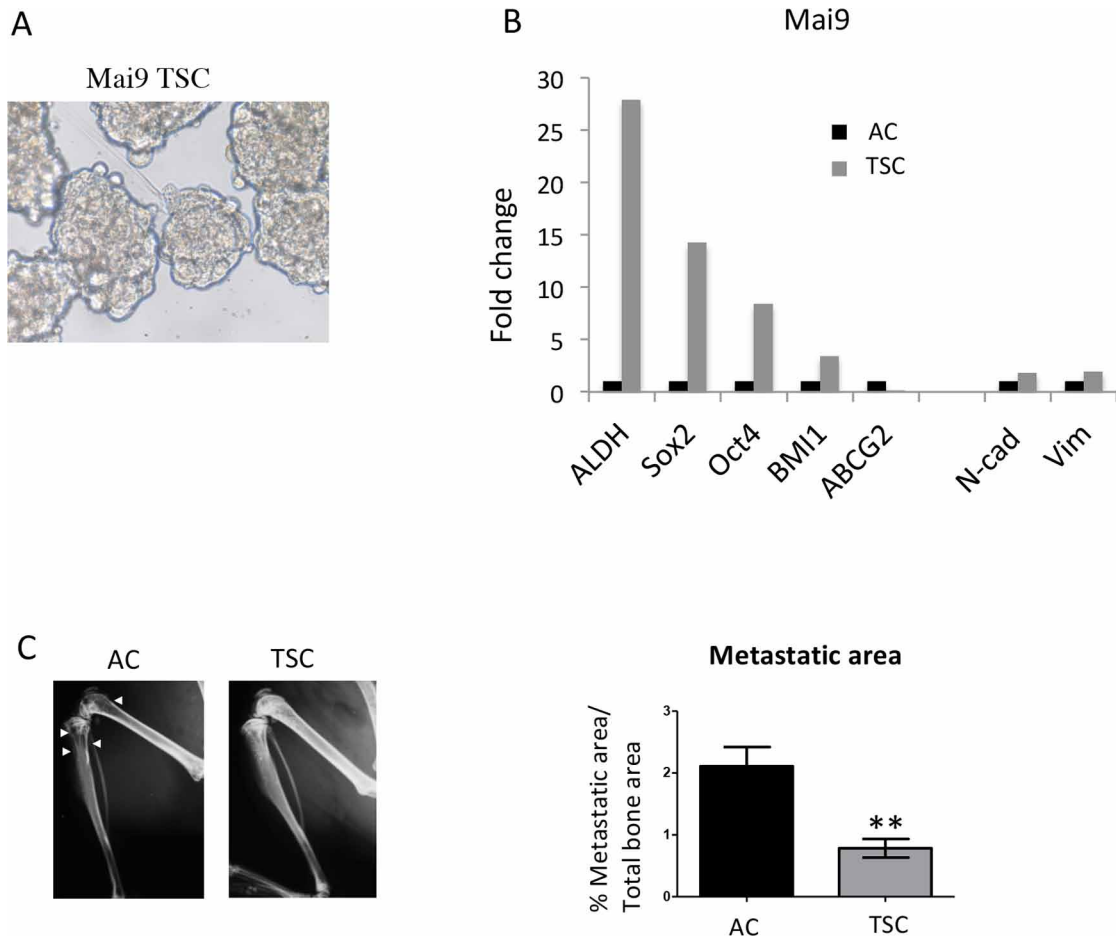 A
Mai9 TSC
B
Mai9
30
25
20
15
10
5
0
Fold change
AC
TSC
ALDH
Sox2
Oct4
BMI1
ABCG2
N-cad
Vim
C
AC
TSC
Metastatic area
% Metastatic area/
Total bone area
3
2
1
0
**
AC
TSC